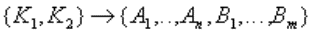 {K₁, K₂} → {A₁,..,Aₙ, B₁,...,Bₘ}